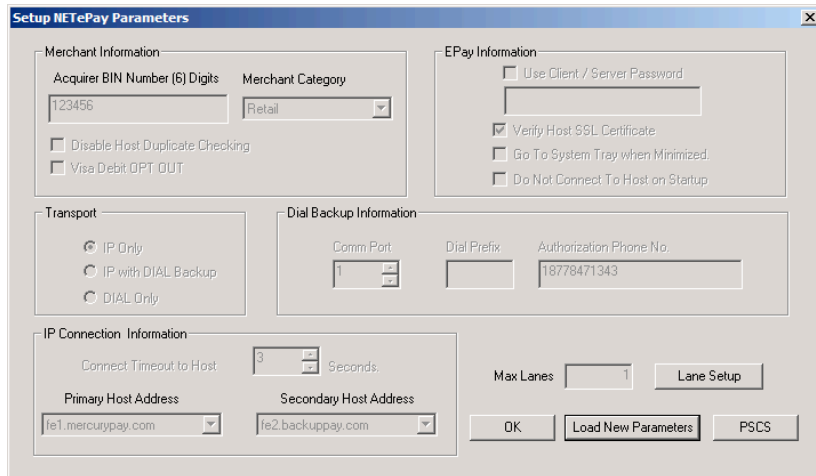 Setup NETePay Parameters
Merchant Information
Acquirer BIN Number (6) Digits
Merchant Category
123456
Retail
Disable Host Duplicate Checking
Visa Debit OPT OUT
EPay Information
Use Client / Server Password
Verify Host SSL Certificate
Go To System Tray when Minimized.
Do Not Connect To Host on Startup
Transport
IP Only
IP with DIAL Backup
DIAL Only
Dial Backup Information
Comm Port
Dial Prefix
Authorization Phone No.
1
18778471343
IP Connection Information
Connect Timeout to Host
3
Seconds.
Primary Host Address
Secondary Host Address
fe1.mercurypay.com
fe2.backuppay.com
Max Lanes
1
Lane Setup
OK
Load New Parameters
PSCS